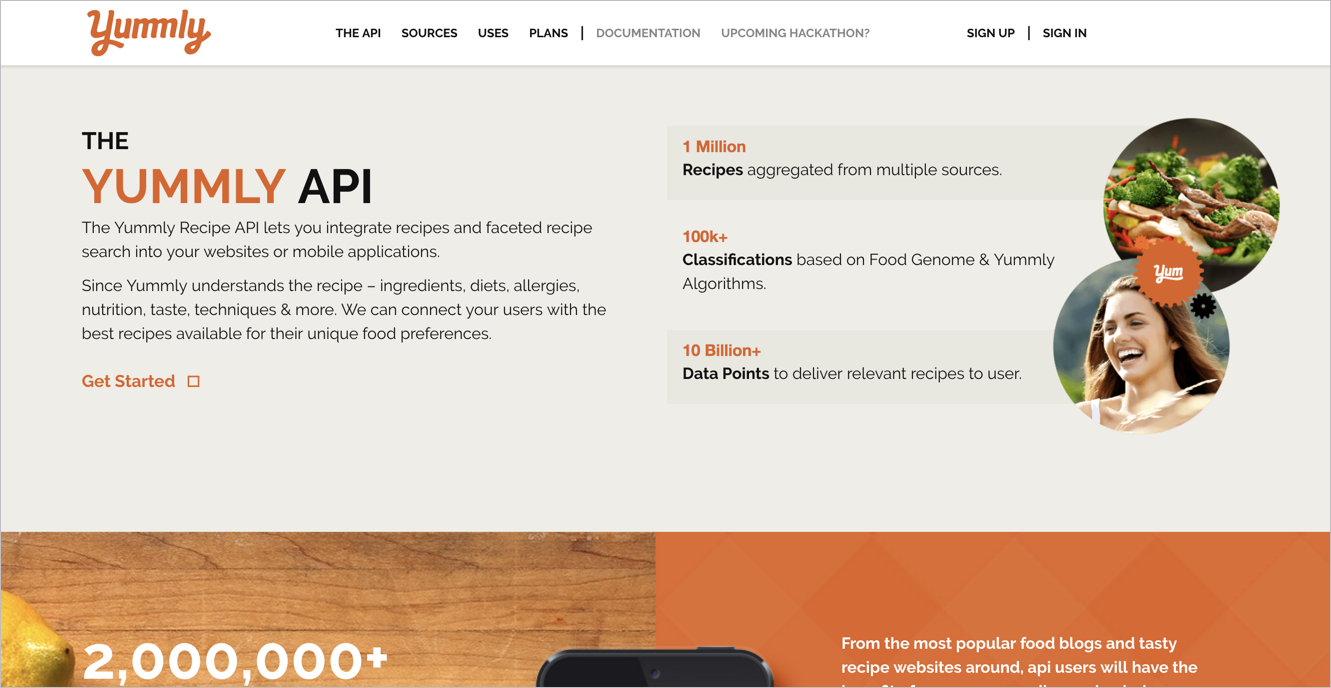 Yummly
THE API SOURCES USES PLANS | DOCUMENTATION UPCOMING HACKATHON? SIGN UP | SIGN IN
THE
YUMMLY API
The Yummly Recipe API lets you integrate recipes and faceted recipe
search into your websites or mobile applications.
Since Yummly understands the recipe – ingredients, diets, allergies,
nutrition, taste, techniques & more. We can connect your users with the
best recipes available for their unique food preferences.
Get Started
1 Million
Recipes aggregated from multiple sources.
100k+
Classifications based on Food Genome & Yummly
Algorithms.
10 Billion+
Data Points to deliver relevant recipes to user.
Yum
2,000,000+
From the most popular food blogs and tasty
recipe websites around, api users will have the